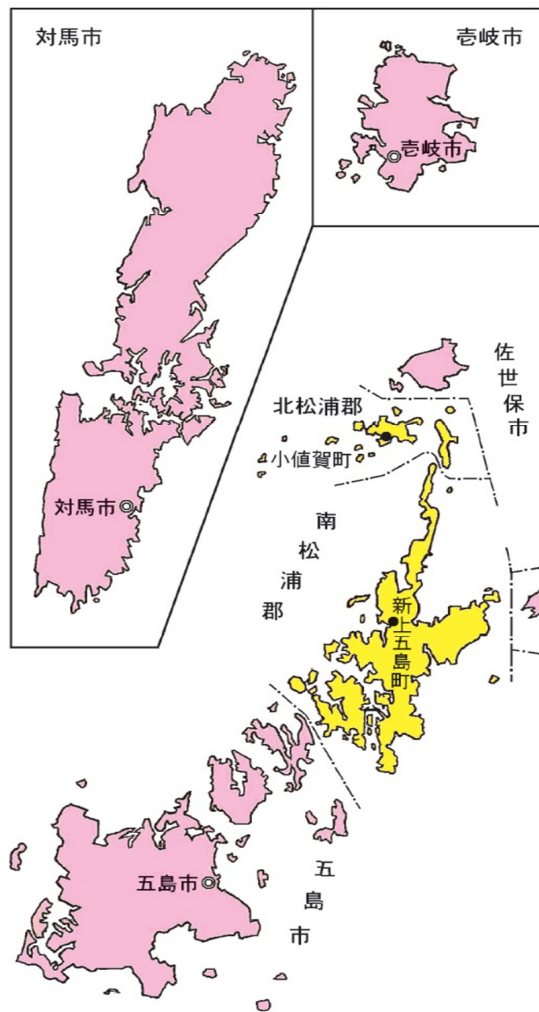 対馬市
壱岐市
壱岐市
佐世保市
北松浦郡
小値賀町
対馬市
南松浦郡
新上五島町
五島市
五島市